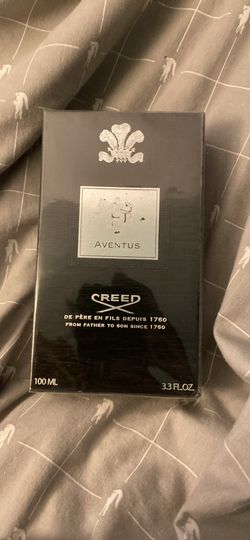 AVENTUS
CREED
DE PÈRE EN FILS DEPUIS 1760
FROM FATHER TO SON SINCE 1760
100 ML 3.3 FL.OZ.